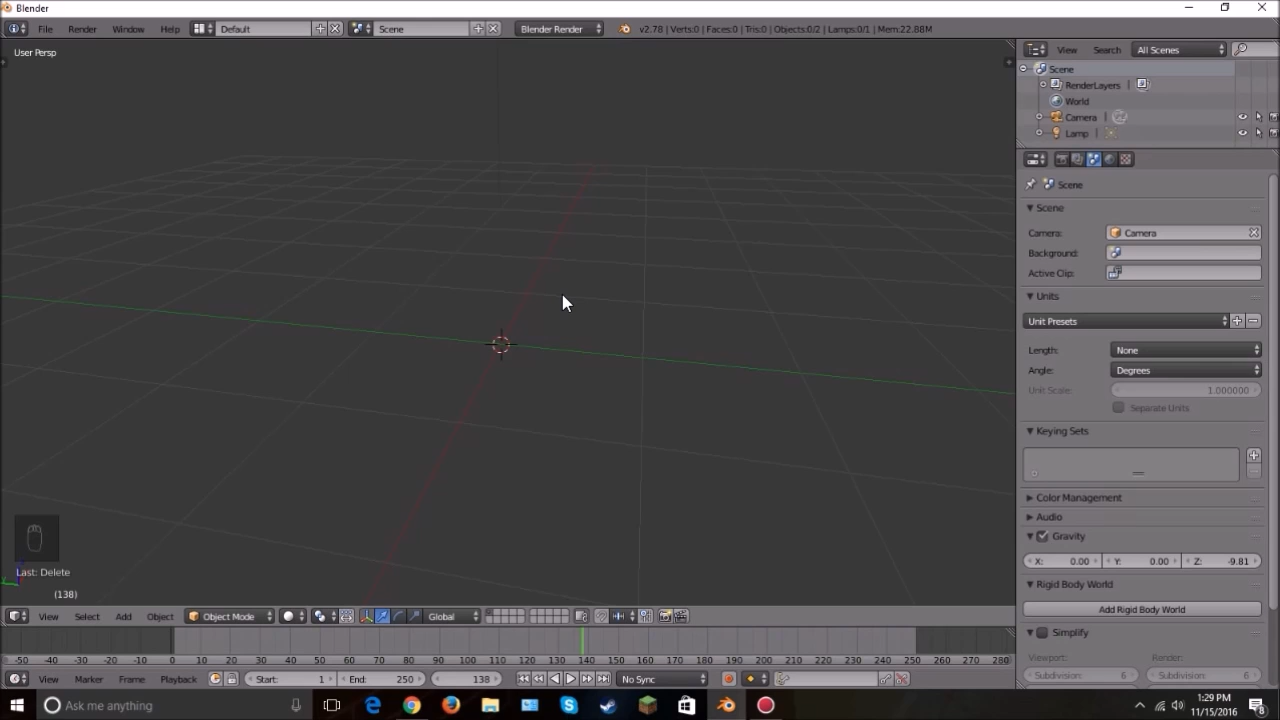 Blender
File Render Window Help Default Scene Blender Render v2.78 | Verts:0 | Faces:0 | Tris:0 | Objects:0/2 | Lamps:0/1 | Mem:22.88M
User Persp
View Search All Scenes
Scene
RenderLayers
World
Camera
Lamp
Scene
Scene
Camera: Camera
Background:
Active Clip:
Units
Unit Presets
Length: None
Angle: Degrees
Unit Scale: 1.000000
Separate Units
Keying Sets
Color Management
Audio
Gravity
X: 0.00 Y: 0.00 Z: -9.81
Rigid Body World
Add Rigid Body World
Simplify
Viewport: Render:
Subdivision: 6 Subdivision: 6
Last: Delete
(138)
View Select Add Object Object Mode Global
-50 -40 -30 -20 -10 0 10 20 30 40 50 60 70 80 90 100 110 120 130 140 150 160 170 180 190 200 210 220 230 240 250 260 270 280
View Marker Frame Playback Start: 1 End: 250 138 No Sync
Ask me anything
1:29 PM
11/15/2016
8